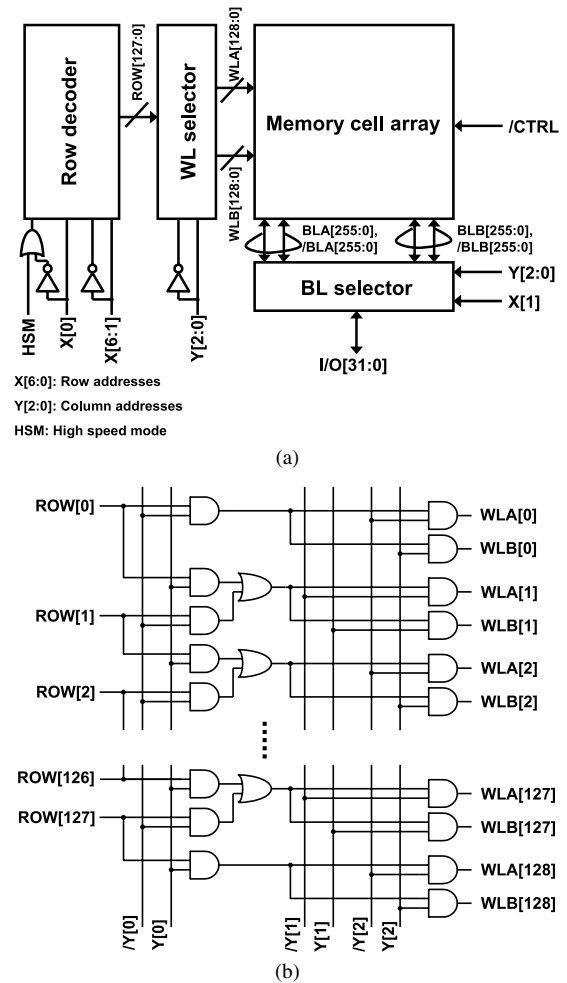 Row decoder
ROW[127:0]
WL selector
WLA[128:0]
WLB[128:0]
Memory cell array
/CTRL
BLA[255:0],
/BLA[255:0]
BLB[255:0],
/BLB[255:0]
BL selector
Y[2:0]
X[1]
HSM
X[0]
X[6:1]
Y[2:0]
I/O[31:0]
X[6:0]: Row addresses
Y[2:0]: Column addresses
HSM: High speed mode
(a)
ROW[0]
WLA[0]
WLB[0]
ROW[1]
WLA[1]
WLB[1]
ROW[2]
WLA[2]
WLB[2]
ROW[126]
WLA[127]
ROW[127]
WLB[127]
WLA[128]
WLB[128]
/Y[0]
Y[0]
/Y[1]
Y[1]
/Y[2]
Y[2]
(b)